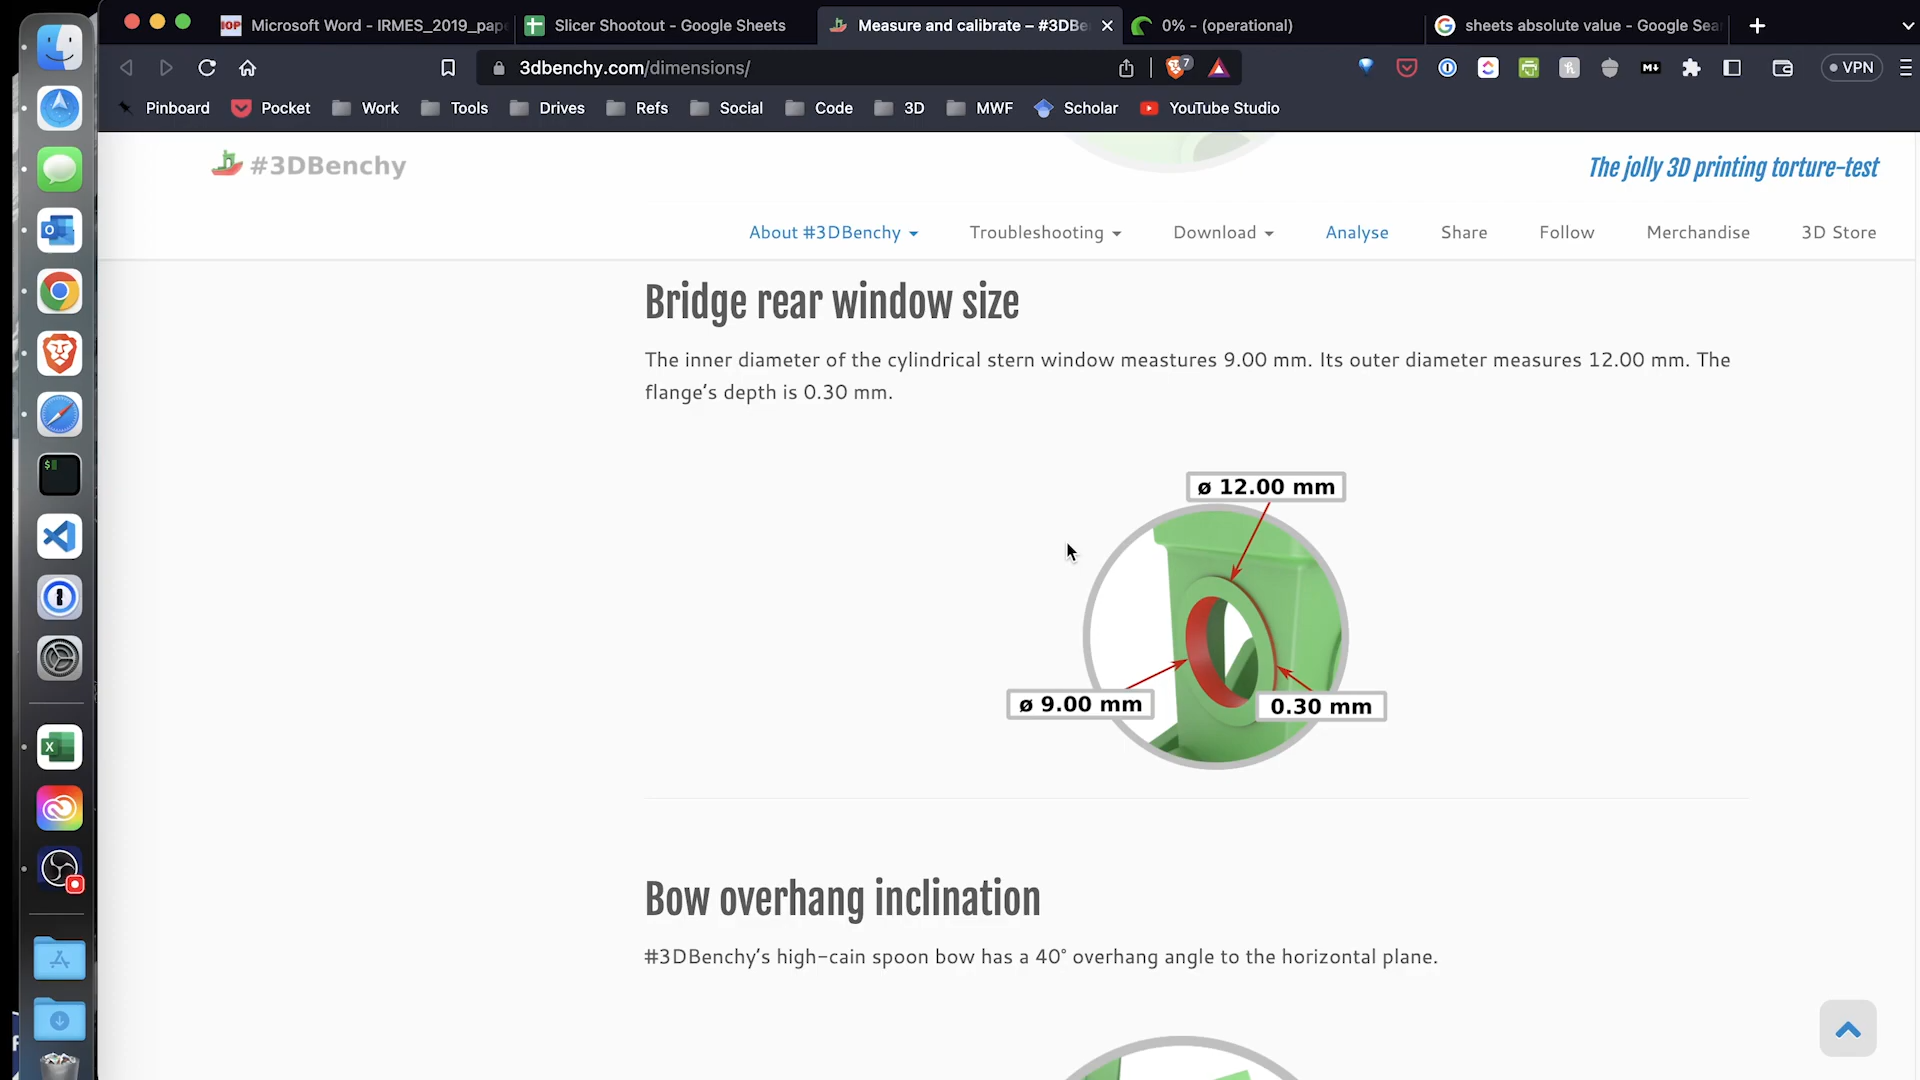 Microsoft Word - IRMES_2019_pape
Slicer Shootout - Google Sheets
Measure and calibrate – #3DBe
0% - (operational)
sheets absolute value - Google Sea
3dbenchy.com/dimensions/
7
M↓
VPN
Pinboard
Pocket
Work
Tools
Drives
Refs
Social
Code
3D
MWF
Scholar
YouTube Studio
#3DBenchy
The jolly 3D printing torture-test
About #3DBenchy
Troubleshooting
Download
Analyse
Share
Follow
Merchandise
3D Store
Bridge rear window size
The inner diameter of the cylindrical stern window meastures 9.00 mm. Its outer diameter measures 12.00 mm. The
flange’s depth is 0.30 mm.
ø 12.00 mm
ø 9.00 mm
0.30 mm
Bow overhang inclination
#3DBenchy’s high-cain spoon bow has a 40° overhang angle to the horizontal plane.